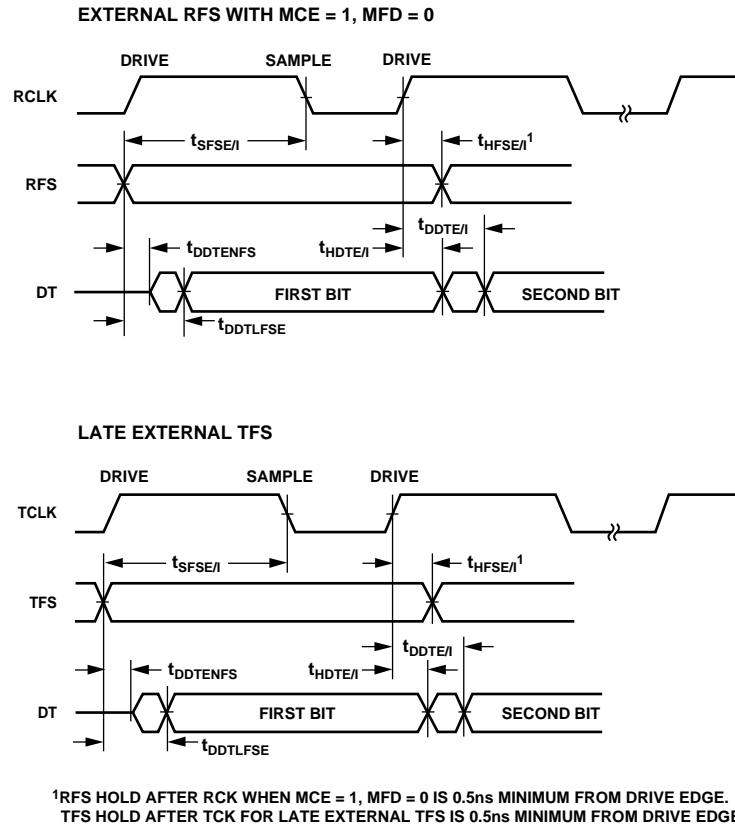 EXTERNAL RFS WITH MCE = 1, MFD = 0
DRIVE SAMPLE DRIVE
RCLK
tSFSE/I tHFSE/I1
RFS
tDDTE/I
tDDTENFS tHDTE/I
DT FIRST BIT SECOND BIT
tDDTLFSE
LATE EXTERNAL TFS
DRIVE SAMPLE DRIVE
TCLK
tSFSE/I tHFSE/I1
TFS
tDDTE/I
tDDTENFS tHDTE/I
DT FIRST BIT SECOND BIT
tDDTLFSE
1RFS HOLD AFTER RCK WHEN MCE = 1, MFD = 0 IS 0.5ns MINIMUM FROM DRIVE EDGE.
TFS HOLD AFTER TCK FOR LATE EXTERNAL TFS IS 0.5ns MINIMUM FROM DRIVE EDGE